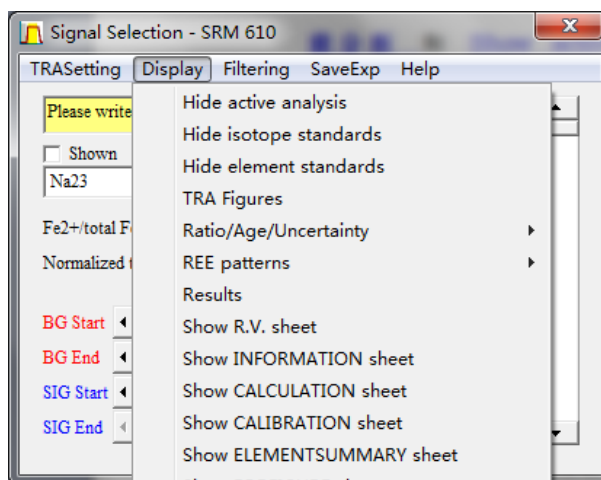 Signal Selection - SRM 610
TRASetting Display Filtering SaveExp Help
Please write
Shown
Na23
Fe2+/total F
Normalized
BG Start
BG End
SIG Start
SIG End
Hide active analysis
Hide isotope standards
Hide element standards
TRA Figures
Ratio/Age/Uncertainty
REE patterns
Results
Show R.V. sheet
Show INFORMATION sheet
Show CALCULATION sheet
Show CALIBRATION sheet
Show ELEMENTSUMMARY sheet